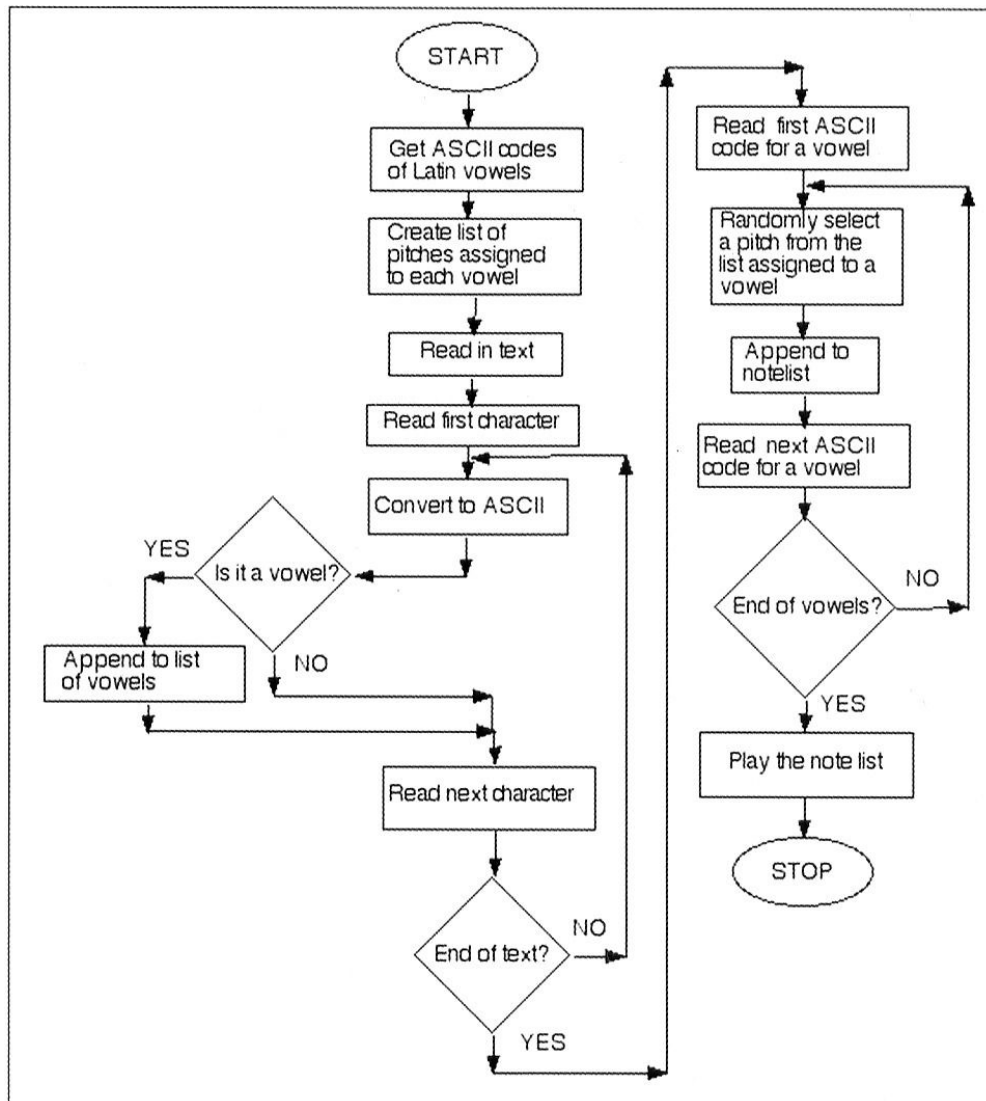 START
Get ASCII codes
of Latin vowels
Create list of
pitches assigned
to each vowel
Read in text
Read first character
Convert to ASCII
YES
Is it a vowel?
NO
Append to list
of vowels
Read next character
NO
End of text?
YES
Read first ASCII
code for a vowel
Randomly select
a pitch from the
list assigned to a
vowel
Append to
notelist
Read next ASCII
code for a vowel
NO
End of vowels?
YES
Play the note list
STOP